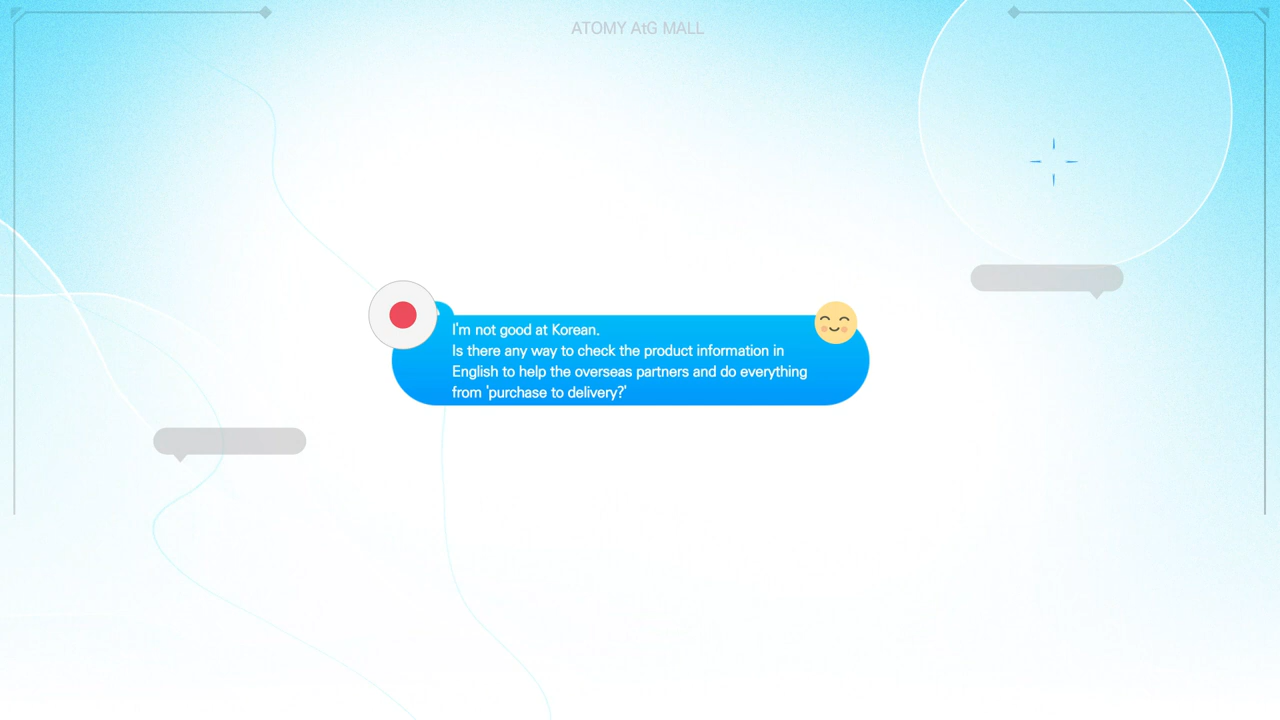 ATOMY AtG MALL
I'm not good at Korean.
Is there any way to check the product information in
English to help the overseas partners and do everything
from 'purchase to delivery?'